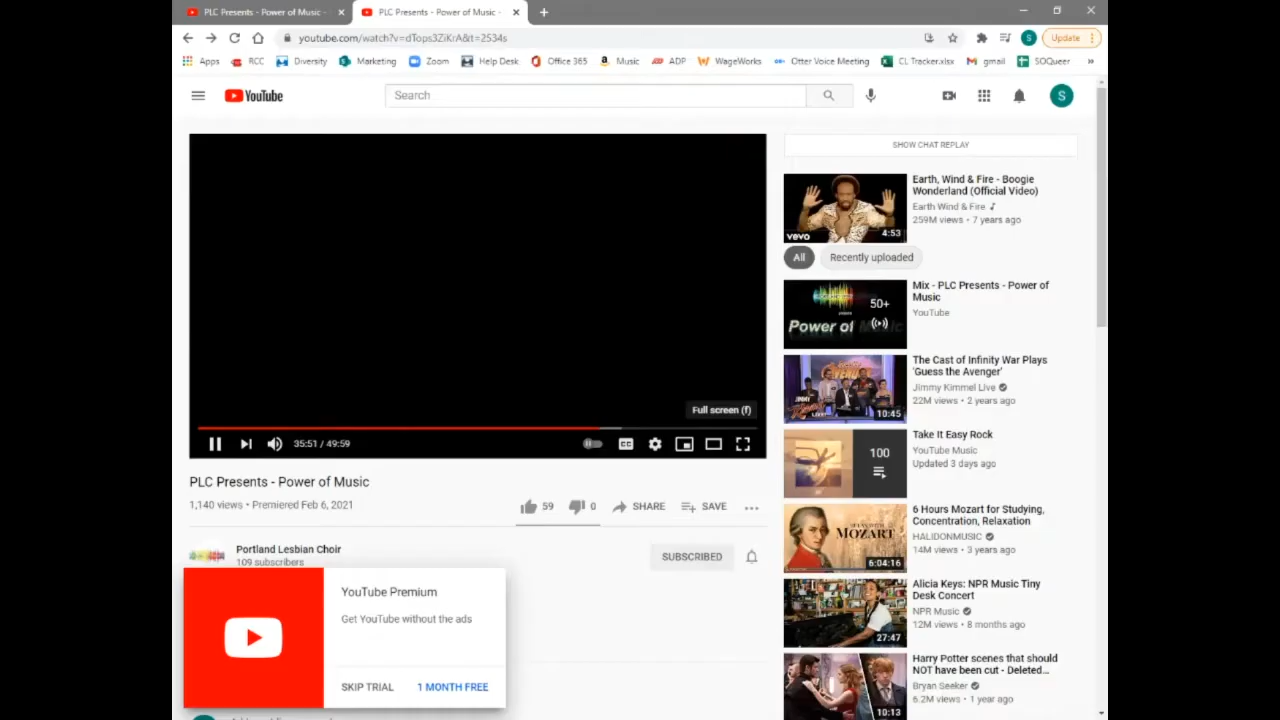 PLC Presents - Power of Music -
PLC Presents - Power of Music -
youtube.com/watch?v=dTops3ZiKrA&t=2534s
Update
Apps RCC Diversity Marketing Zoom Help Desk Office 365 Music ADP WageWorks Otter Voice Meeting CL Tracker.xlsx gmail SOQueer »
YouTube
Search
S
SHOW CHAT REPLAY
Earth, Wind & Fire - Boogie
Wonderland (Official Video)
Earth Wind & Fire
259M views • 7 years ago
vevo
4:53
All
Recently uploaded
Mix - PLC Presents - Power of
Music
YouTube
50+
Power of Music
The Cast of Infinity War Plays
'Guess the Avenger'
Jimmy Kimmel Live
22M views • 2 years ago
10:45
Full screen (f)
35:51 / 49:59
CC
Take It Easy Rock
YouTube Music
Updated 3 days ago
100
PLC Presents - Power of Music
1,140 views • Premiered Feb 6, 2021
59
0
SHARE
SAVE
6 Hours Mozart for Studying,
Concentration, Relaxation
HALIDONMUSIC
14M views • 3 years ago
MOZART
6:04:16
Portland Lesbian Choir
109 subscribers
SUBSCRIBED
Alicia Keys: NPR Music Tiny
Desk Concert
NPR Music
12M views • 8 months ago
27:47
YouTube Premium
Get YouTube without the ads
SKIP TRIAL
1 MONTH FREE
Harry Potter scenes that should
NOT have been cut - Deleted...
Bryan Seeker
6.2M views • 1 year ago
10:13